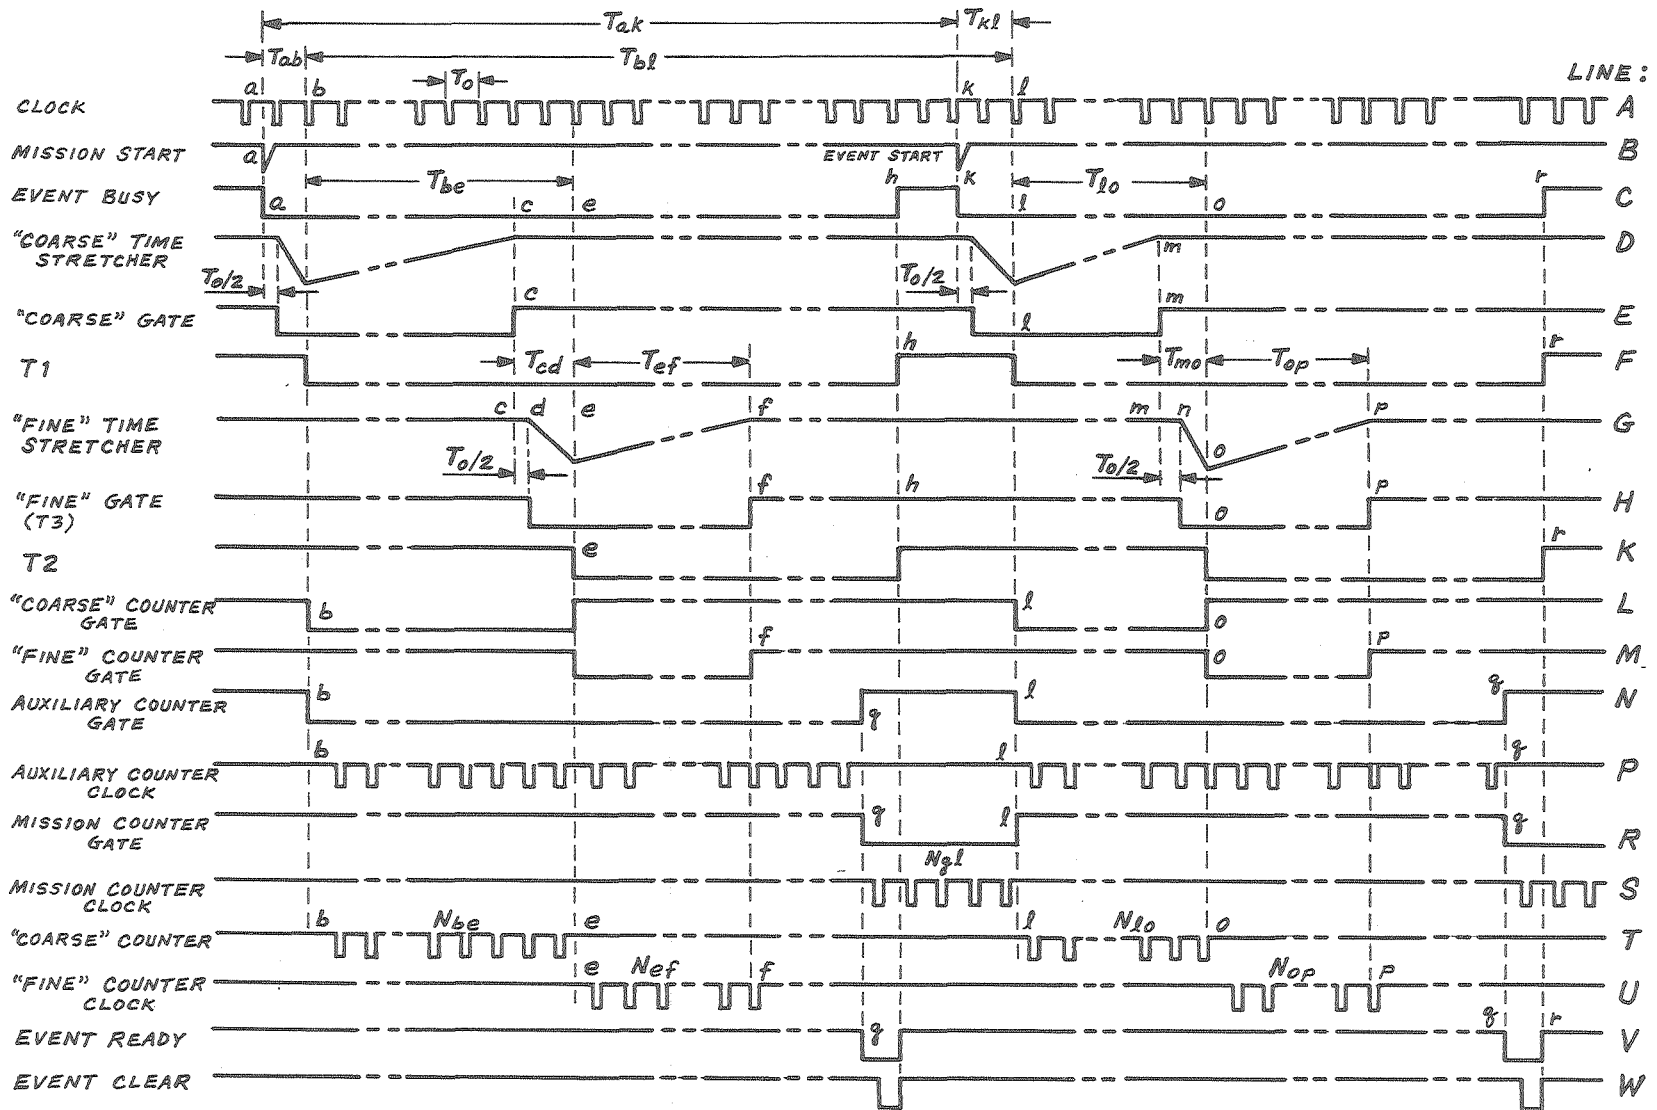 Tak Tkl
Tab Tbl
To LINE:
a b k l
CLOCK A
MISSION START a EVENT START k B
Tbe h Tlo r
EVENT BUSY a c e l o C
"COARSE" TIME m D
STRETCHER
To/2 To/2
c m
"COARSE" GATE l E
Tcd Tef h Tmo Top r
T1 F
c d e f m n p
"FINE" TIME o G
STRETCHER
To/2 To/2
"FINE" GATE f h o p H
(T3)
T2 e r K
"COARSE" COUNTER b l o L
GATE
"FINE" COUNTER f o p M
GATE
AUXILIARY COUNTER b g l g N
GATE
b l g
AUXILIARY COUNTER P
CLOCK
MISSION COUNTER g l g R
GATE
Ngl
MISSION COUNTER S
CLOCK
b Nbe e l Nlo o
"COARSE" COUNTER T
e Nef f Nop p
"FINE" COUNTER U
CLOCK
EVENT READY g g r V
EVENT CLEAR W